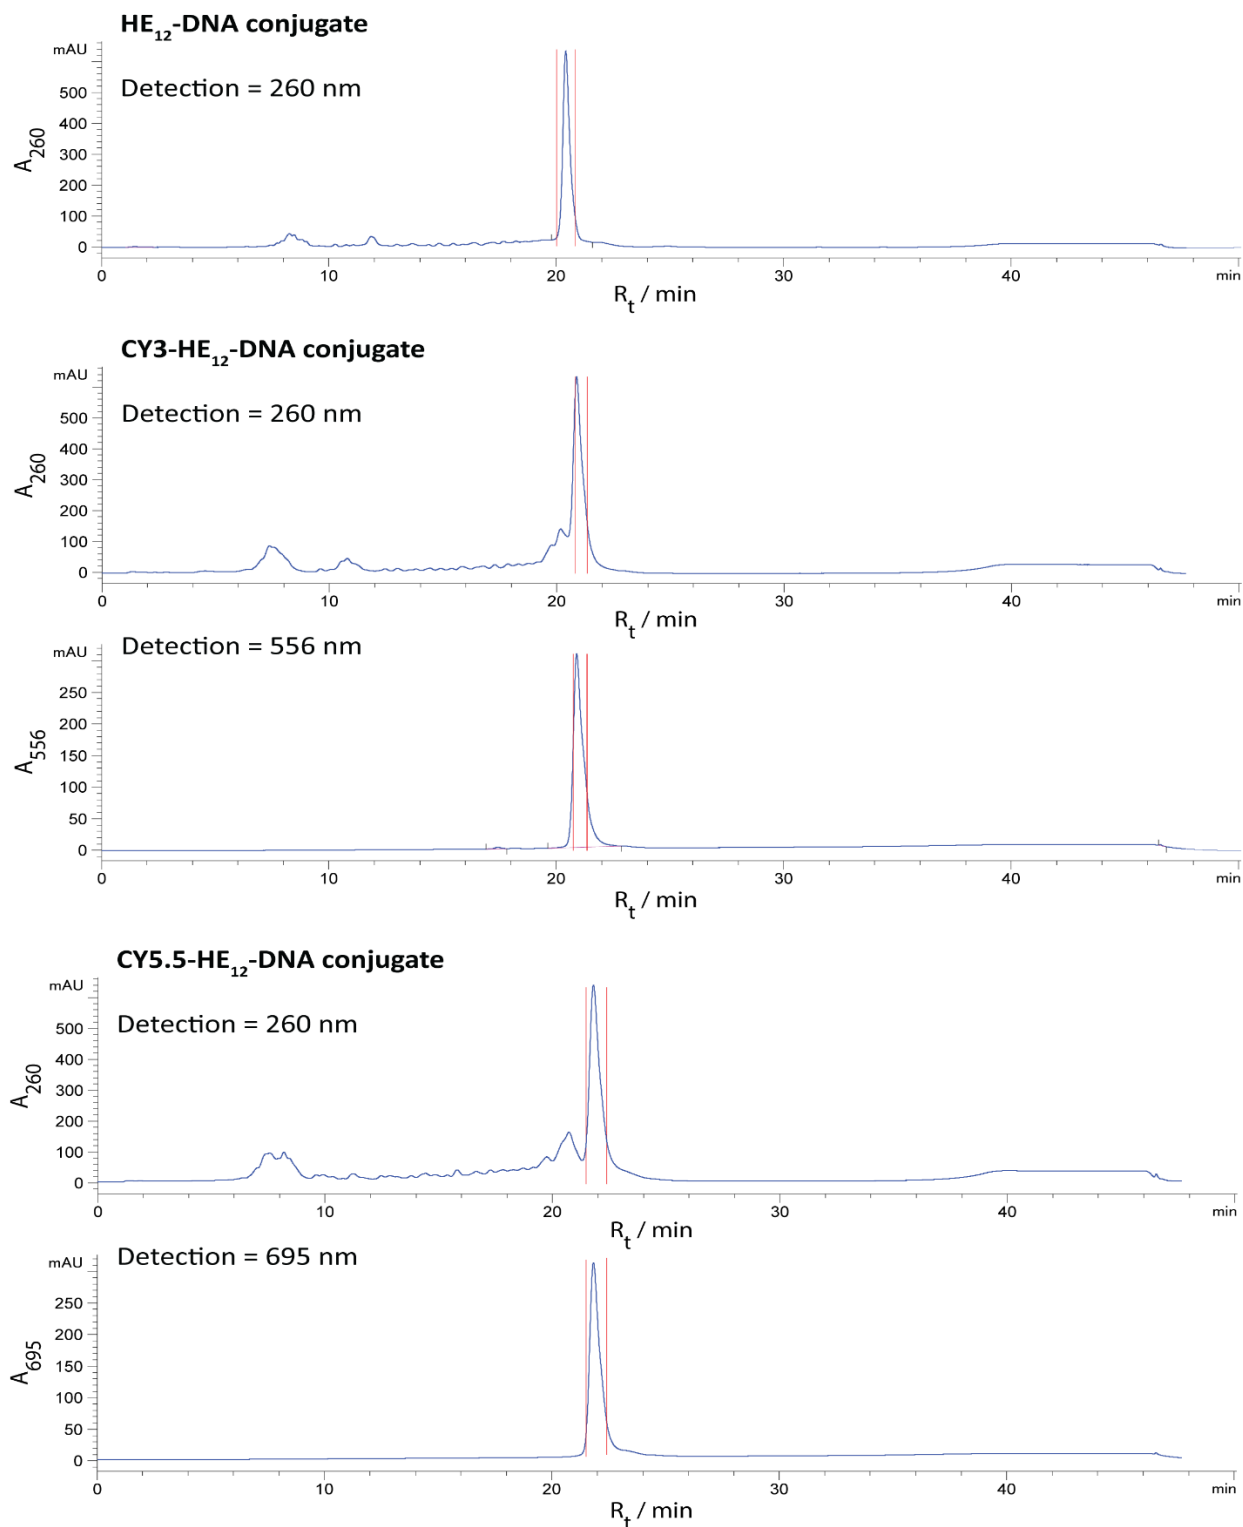 HE12-DNA conjugate
mAU
Detection = 260 nm
500
400
300
200
100
0
A260
0 10 20 30 40 min
Rt / min
CY3-HE12-DNA conjugate
mAU
Detection = 260 nm
500
400
300
200
100
0
A260
0 10 20 30 40 min
Rt / min
Detection = 556 nm
mAU
250
200
150
100
50
0
A556
0 10 20 30 40 min
Rt / min
CY5.5-HE12-DNA conjugate
mAU
Detection = 260 nm
500
400
300
200
100
0
A260
0 10 20 30 40 min
Rt / min
Detection = 695 nm
mAU
250
200
150
100
50
0
A695
0 10 20 30 40 min
Rt / min